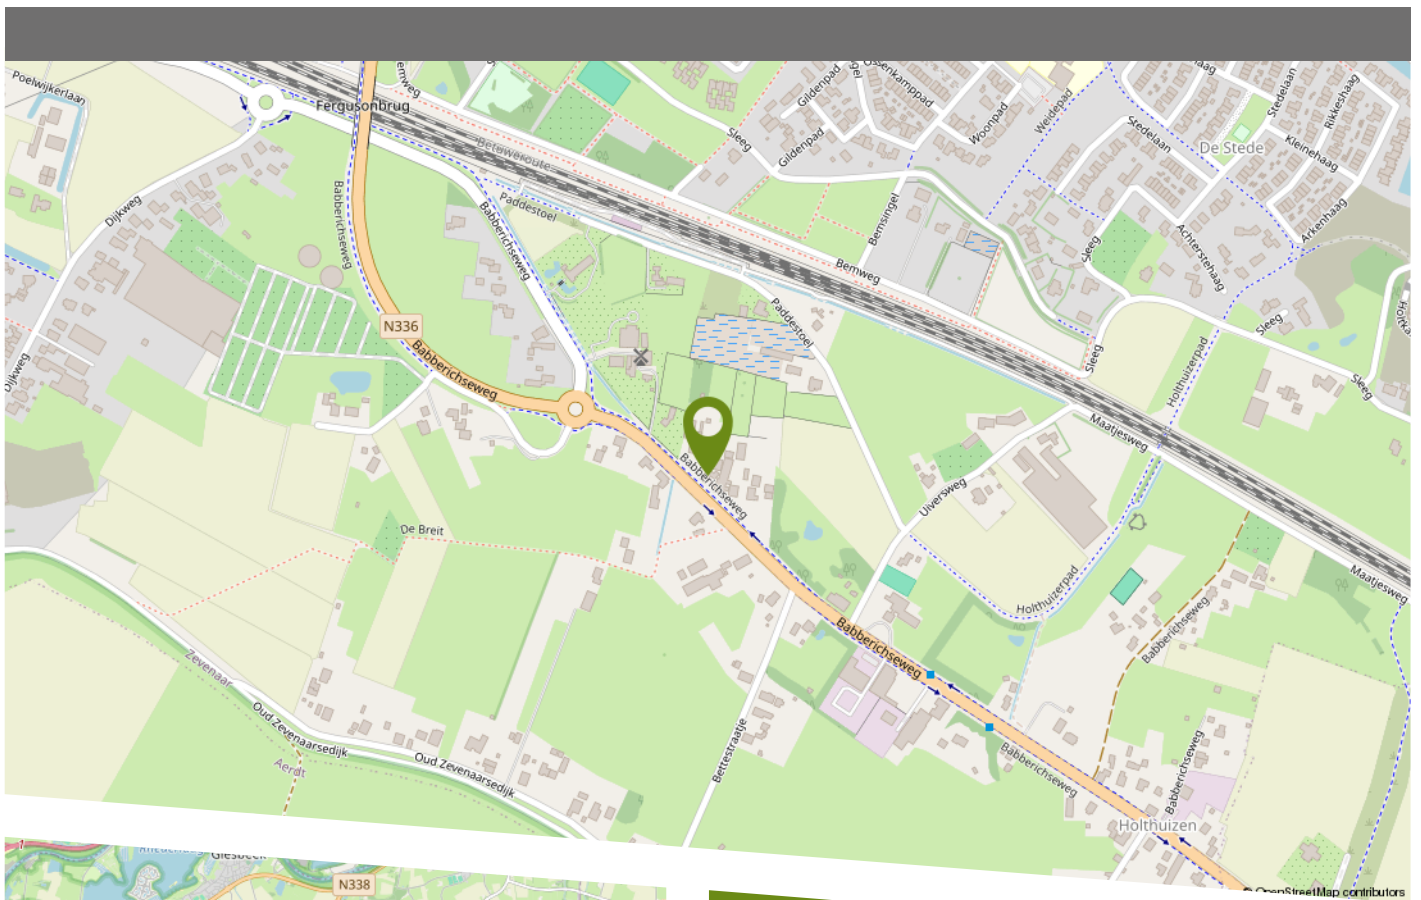 Poelwijkerlaan
Fergusonbrug
Betuweroute
Sleeg
Gildenpad
Gildenpad
Ossenkamppad
Woonpad
Weidepad
Stedelaan
Stedelaan
Rikkeshaag
Kleinehaag
De Stede
Arkenhaag
Achterstehaag
Dijkweg
Babberichseweg
Babberichseweg
Paddestoel
Bemsingel
Bemweg
Sleeg
Sleeg
Sleeg
Sleeg
Paddestoel
N336
Babberichseweg
Dijkweg
Holthuizerpad
Maatjesweg
Babberichseweg
Uiversweg
De Breit
Holthuizerpad
Maatjesweg
Babberichseweg
Babberichseweg
Zevenaar
Oud Zevenaarsedijk
Aerdt
Oud Zevenaarsedijk
Bettestraatje
Babberichseweg
Babberichseweg
Holthuizen
N338
© OpenStreetMap contributors